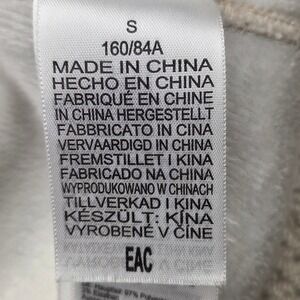 S
160/84A
MADE IN CHINA
HECHO EN CHINA
FABRIQUÉ EN CHINE
IN CHINA HERGESTELLT
FABBRICATO IN CINA
VERVAARDIGD IN CHINA
FREMSTILLET I KINA
FABRICADO NA CHINA
WYPRODUKOWANO W CHINACH
TILLVERKAD I KINA
KÉSZÜLT: KÍNA
VYROBENÉ V ČÍNE
EAC